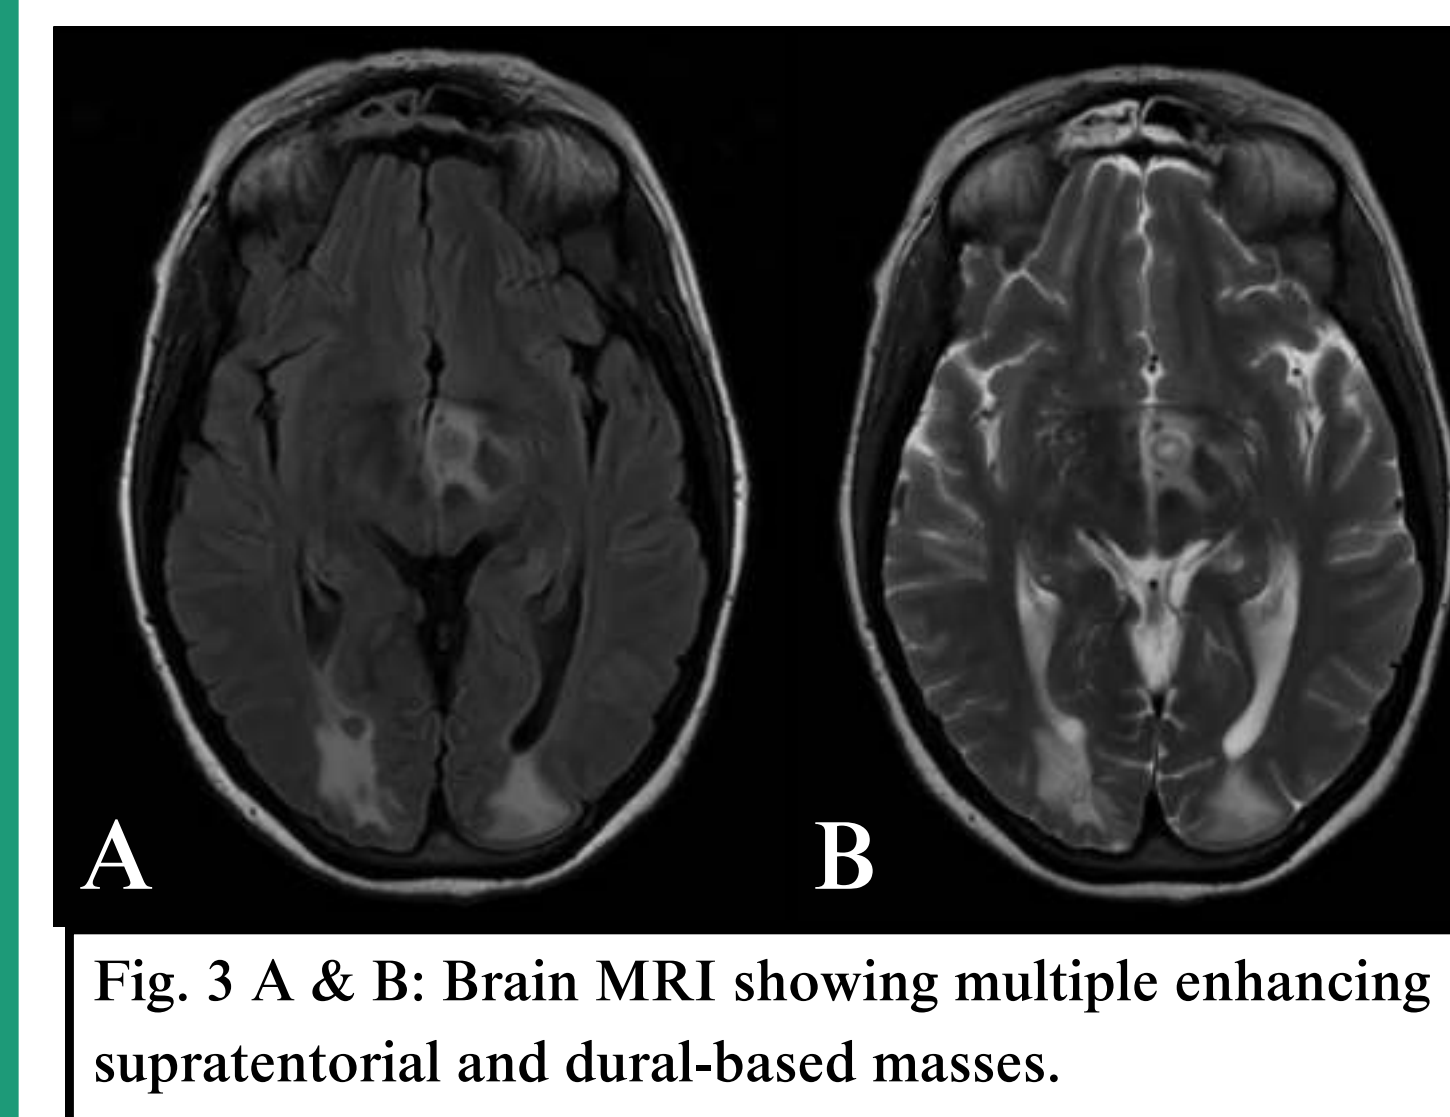 A
B
Fig. 3 A & B: Brain MRI showing multiple enhancing
supratentorial and dural-based masses.